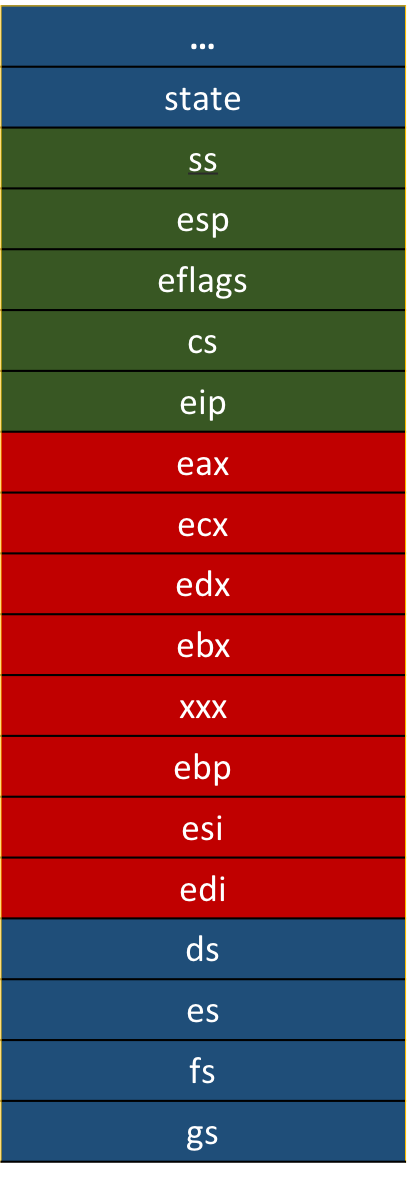 ...
state
ss
esp
eflags
cs
eip
eax
ecx
edx
ebx
xxx
ebp
esi
edi
ds
es
fs
gs